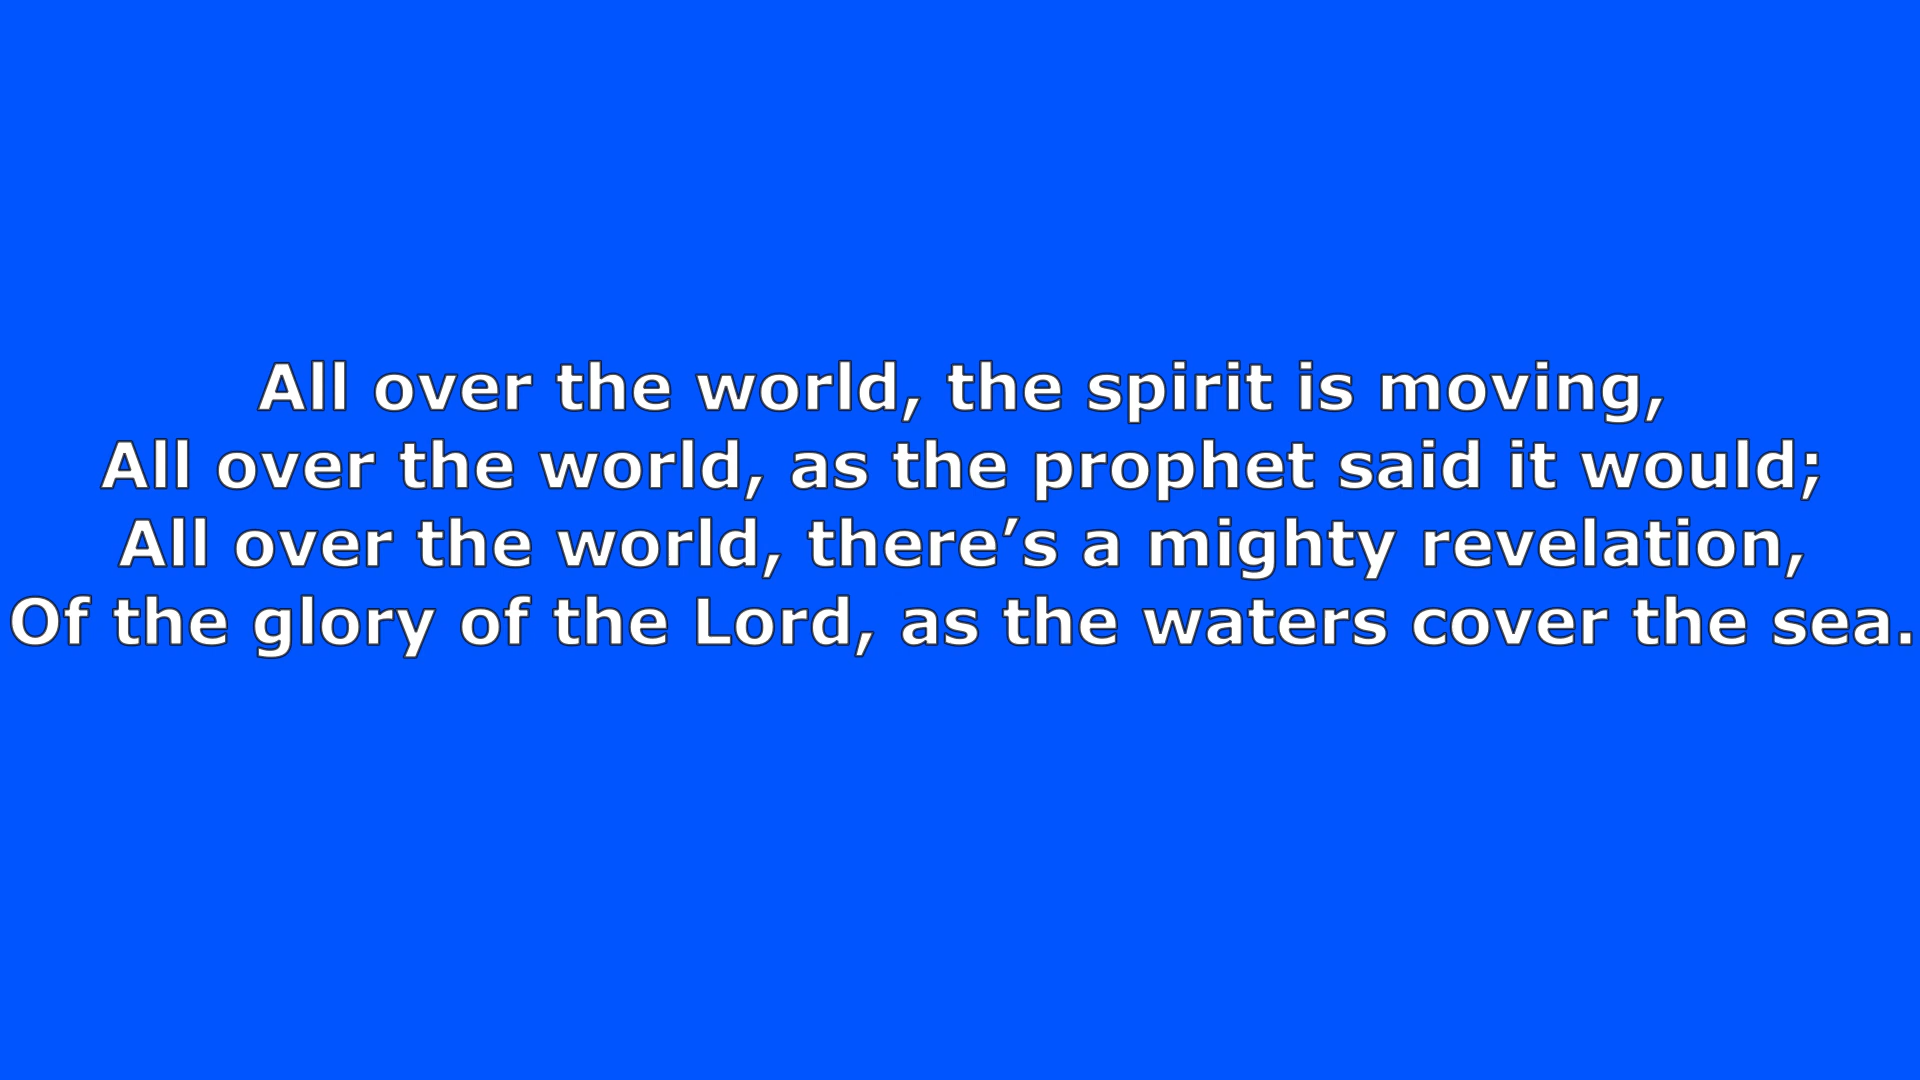 All over the world, the spirit is moving,
All over the world, as the prophet said it would;
All over the world, there’s a mighty revelation,
Of the glory of the Lord, as the waters cover the sea.